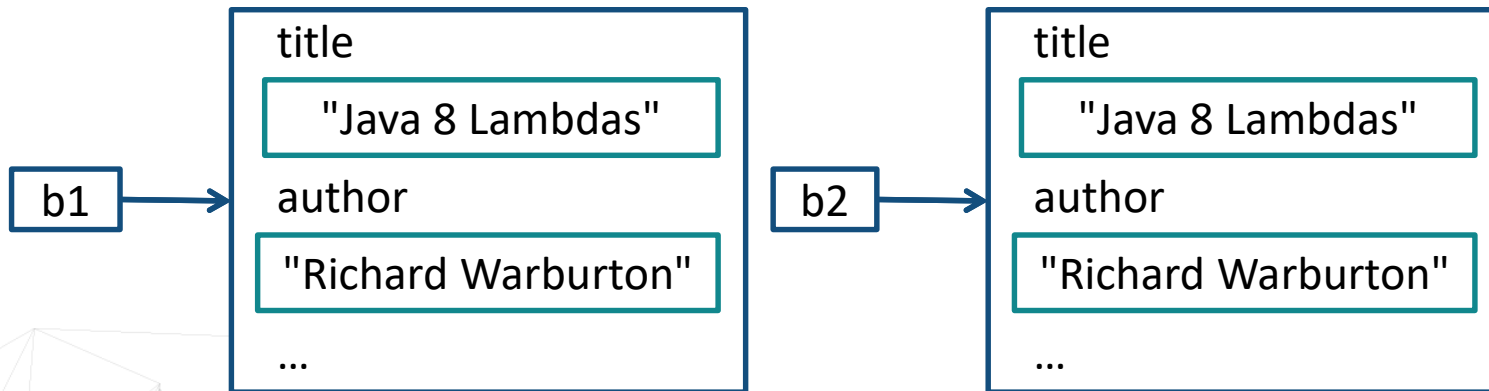 title
"Java 8 Lambdas"
b1
author
"Richard Warburton"
...
title
"Java 8 Lambdas"
b2
author
"Richard Warburton"
...